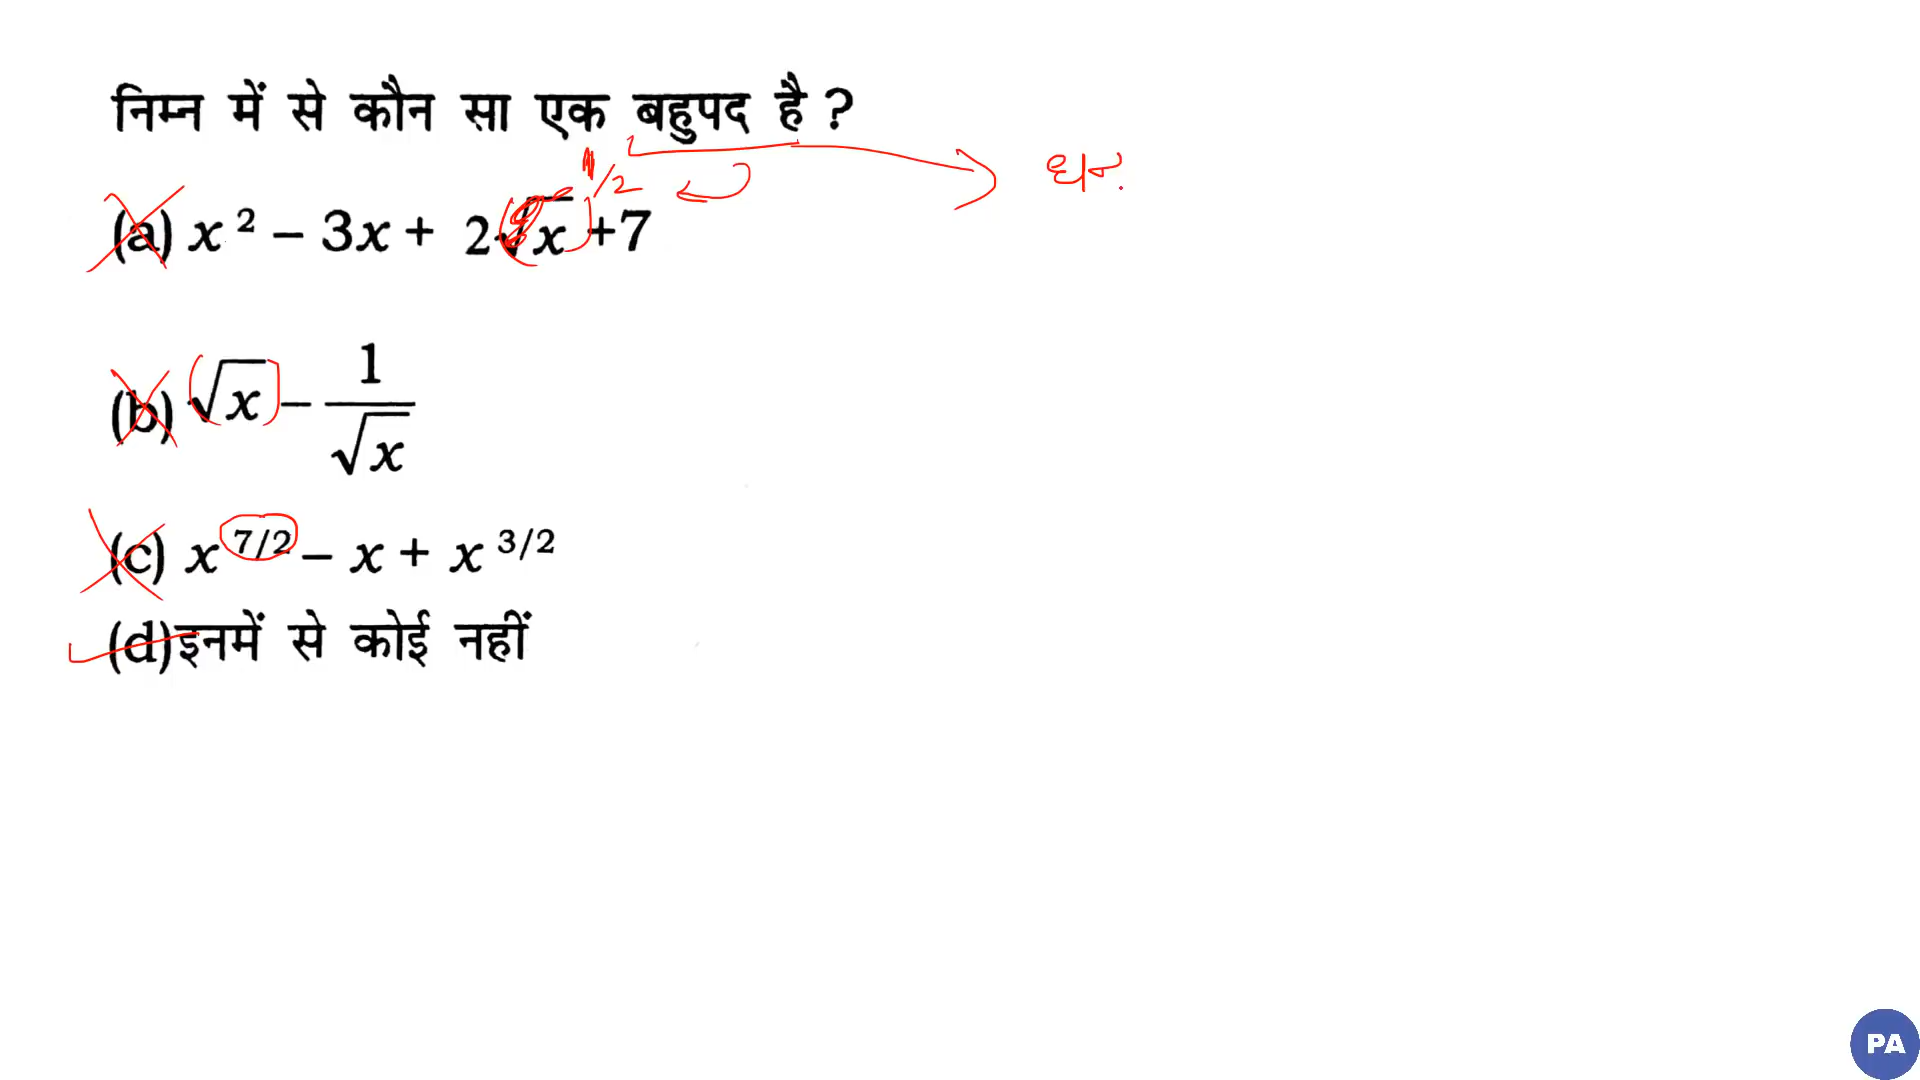 निम्न में से कौन सा एक बहुपद है ?
1/2
धन.
(a) x² – 3x + 2√x +7
(b) √x – 1/√x
(c) x^7/2 – x + x^3/2
(d) इनमें से कोई नहीं
PA